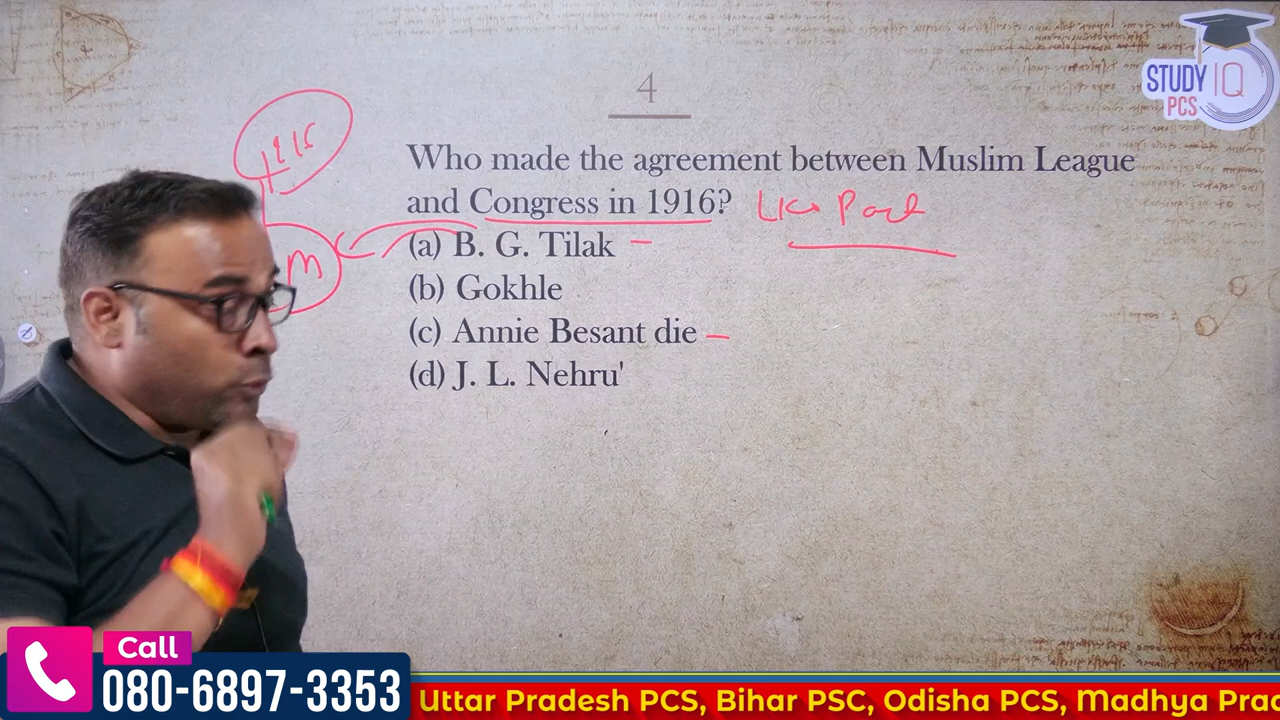 4
STUDY IQ
PCS
1915
Who made the agreement between Muslim League
and Congress in 1916? LKo Pact
(a) B. G. Tilak
M
(b) Gokhle
(c) Annie Besant die
(d) J. L. Nehru'
Call
080-6897-3353
Uttar Pradesh PCS, Bihar PSC, Odisha PCS, Madhya Prad